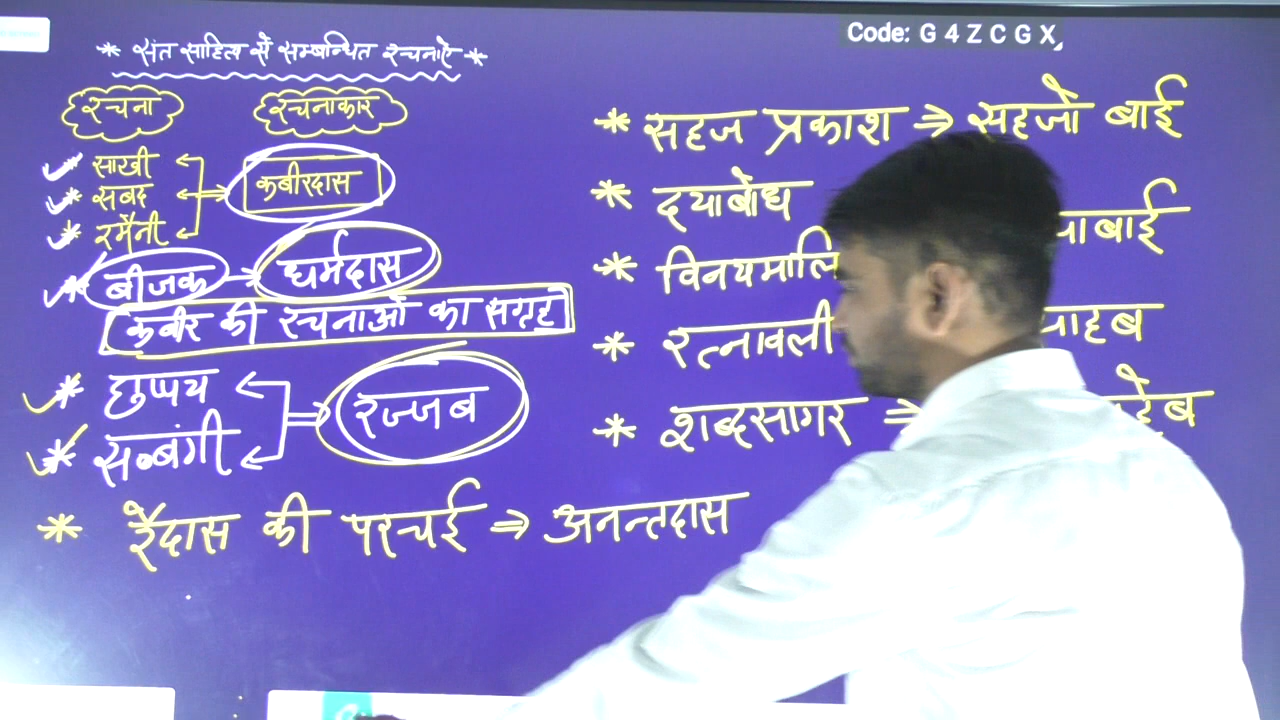 Code: G 4 Z C G X
* संत साहित्य से सम्बन्धित रचनाऐ *
रचना रचनाकार
* साखी
* सबद
* रमैनी
कबीरदास
* बीजक → धर्मदास
कबीर की रचनाओं का सग्रह
* छुप्पय
* सब्बंगी
⇒ रज्जब
* रैदास की परचई ⇒ अनन्तदास
* सहज प्रकाश ⇒ सहजो बाई
* दयाबोध
* विनयमालि
याबाई
* रत्नावली
ाहब
* शब्दसागर ⇒